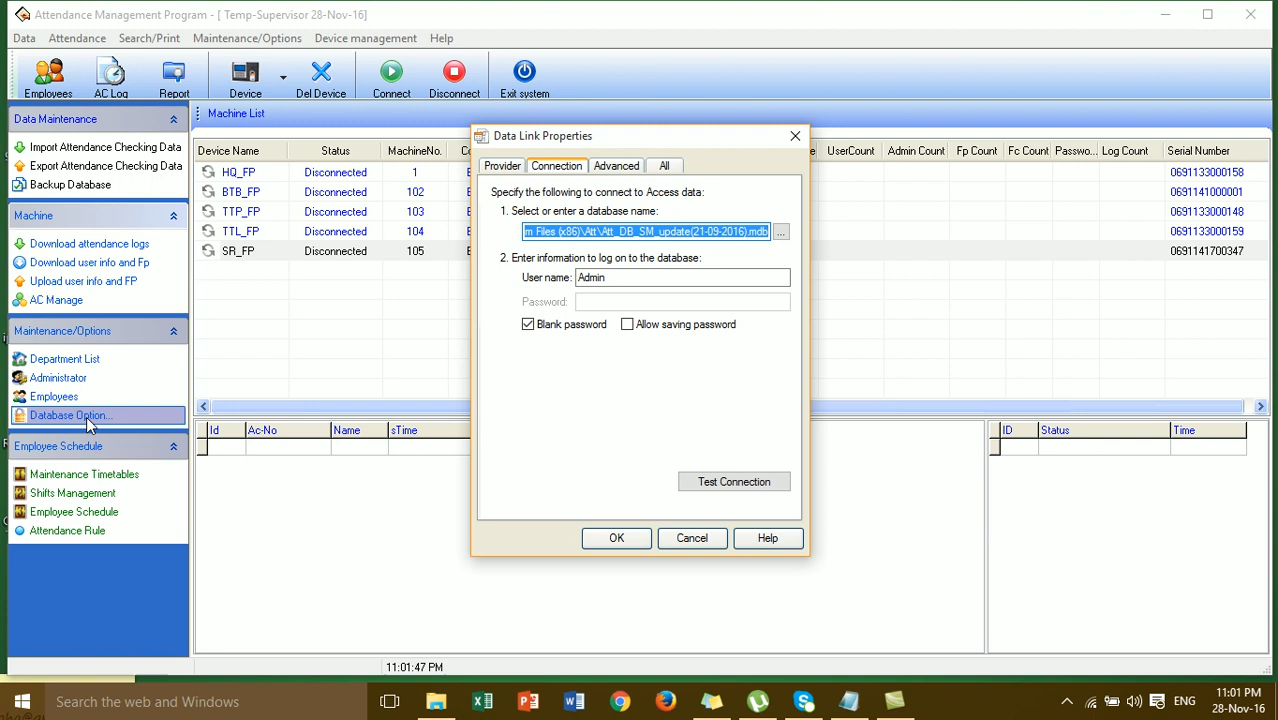 Attendance Management Program - [ Temp-Supervisor 28-Nov-16]
Data Attendance Search/Print Maintenance/Options Device management Help
Employees AC Log Report Device Del Device Connect Disconnect Exit system
Data Maintenance
Import Attendance Checking Data
Export Attendance Checking Data
Backup Database
Machine
Download attendance logs
Download user info and Fp
Upload user info and FP
AC Manage
Maintenance/Options
Department List
Administrator
Employees
Database Option...
Employee Schedule
Maintenance Timetables
Shifts Management
Employee Schedule
Attendance Rule
Machine List
Device Name Status MachineNo. UserCount Admin Count Fp Count Fc Count Passwo... Log Count Serial Number
HQ_FP Disconnected 1 0691133000158
BTB_FP Disconnected 102 0691141000001
TTP_FP Disconnected 103 0691133000148
TTL_FP Disconnected 104 0691133000159
SR_FP Disconnected 105 0691141700347
Data Link Properties
Provider Connection Advanced All
Specify the following to connect to Access data:
1. Select or enter a database name:
m Files (x86)\Att\Att_DB_SM_update(21-09-2016).mdb ...
2. Enter information to log on to the database:
User name: Admin
Password:
Blank password Allow saving password
Test Connection
OK Cancel Help
Id Ac-No Name sTime
ID Status Time
11:01:47 PM
Search the web and Windows
ENG
11:01 PM
28-Nov-16